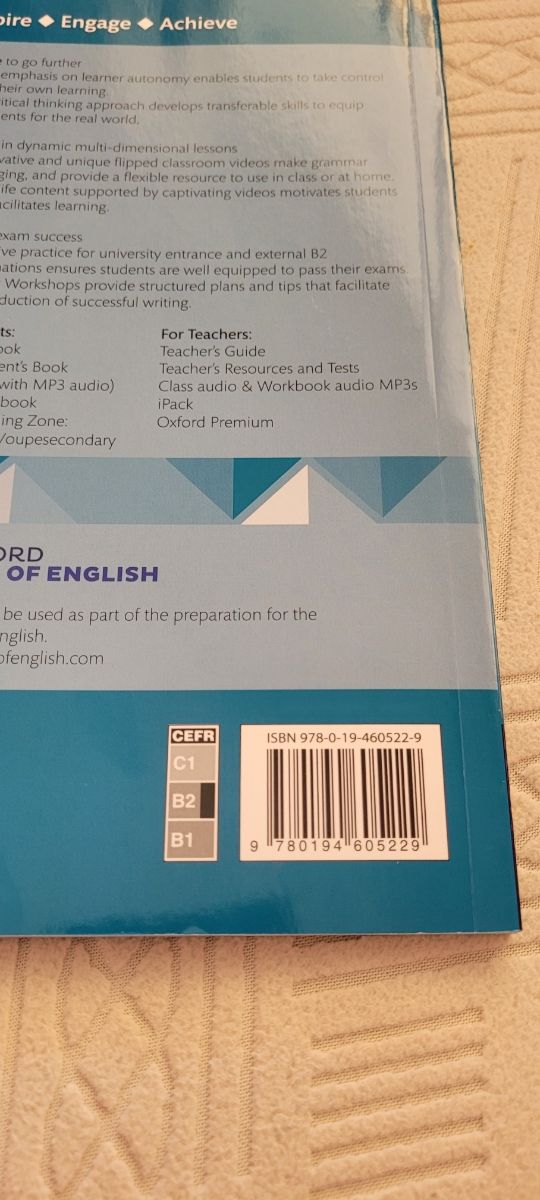 pire ◆ Engage ◆ Achieve
to go further
emphasis on learner autonomy enables students to take control
heir own learning.
itical thinking approach develops transferable skills to equip
ents for the real world.
in dynamic multi-dimensional lessons
vative and unique flipped classroom videos make grammar
ging, and provide a flexible resource to use in class or at home.
ife content supported by captivating videos motivates students
acilitates learning.
exam success
ve practice for university entrance and external B2
nations ensures students are well equipped to pass their exams.
Workshops provide structured plans and tips that facilitate
duction of successful writing.
ts:
ook
ent's Book
with MP3 audio)
book
ing Zone:
/oupesecondary
For Teachers:
Teacher's Guide
Teacher's Resources and Tests
Class audio & Workbook audio MP3s
iPack
Oxford Premium
ORD
OF ENGLISH
be used as part of the preparation for the
nglish.
ofenglish.com
CEFR
C1
B2
B1
ISBN 978-0-19-460522-9
9 780194 605229